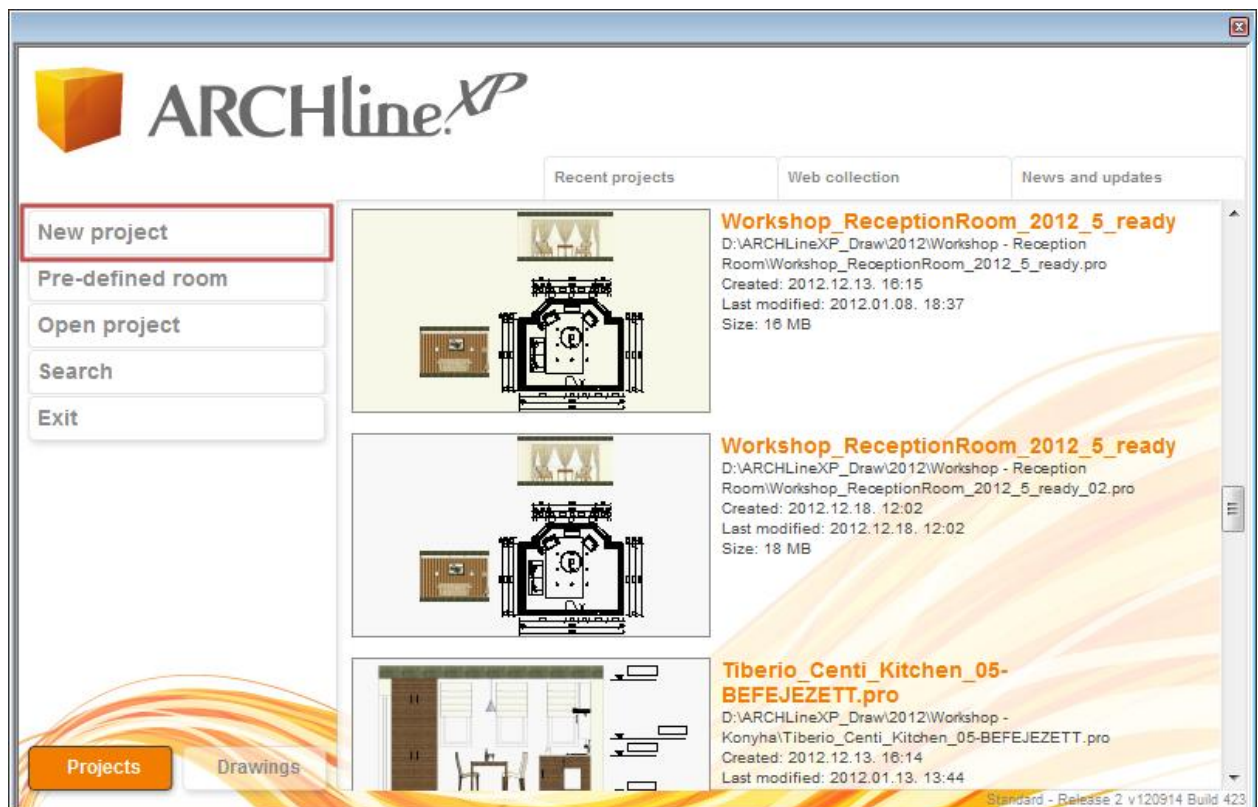 ARCHline.XP
Recent projects
Web collection
News and updates
New project
Pre-defined room
Open project
Search
Exit
Workshop_ReceptionRoom_2012_5_ready
D:\ARCHLineXP_Draw\2012\Workshop - Reception
Room\Workshop_ReceptionRoom_2012_5_ready.pro
Created: 2012.12.13. 16:15
Last modified: 2012.01.08. 18:37
Size: 16 MB
Workshop_ReceptionRoom_2012_5_ready
D:\ARCHLineXP_Draw\2012\Workshop - Reception
Room\Workshop_ReceptionRoom_2012_5_ready_02.pro
Created: 2012.12.18. 12:02
Last modified: 2012.12.18. 12:02
Size: 18 MB
Tiberio_Centi_Kitchen_05-
BEFEJEZETT.pro
D:\ARCHLineXP_Draw\2012\Workshop -
Konyha\Tiberio_Centi_Kitchen_05-BEFEJEZETT.pro
Created: 2012.12.13. 16:14
Last modified: 2012.01.13. 13:44
Projects
Drawings
Standard - Release 2 v120914 Build 423